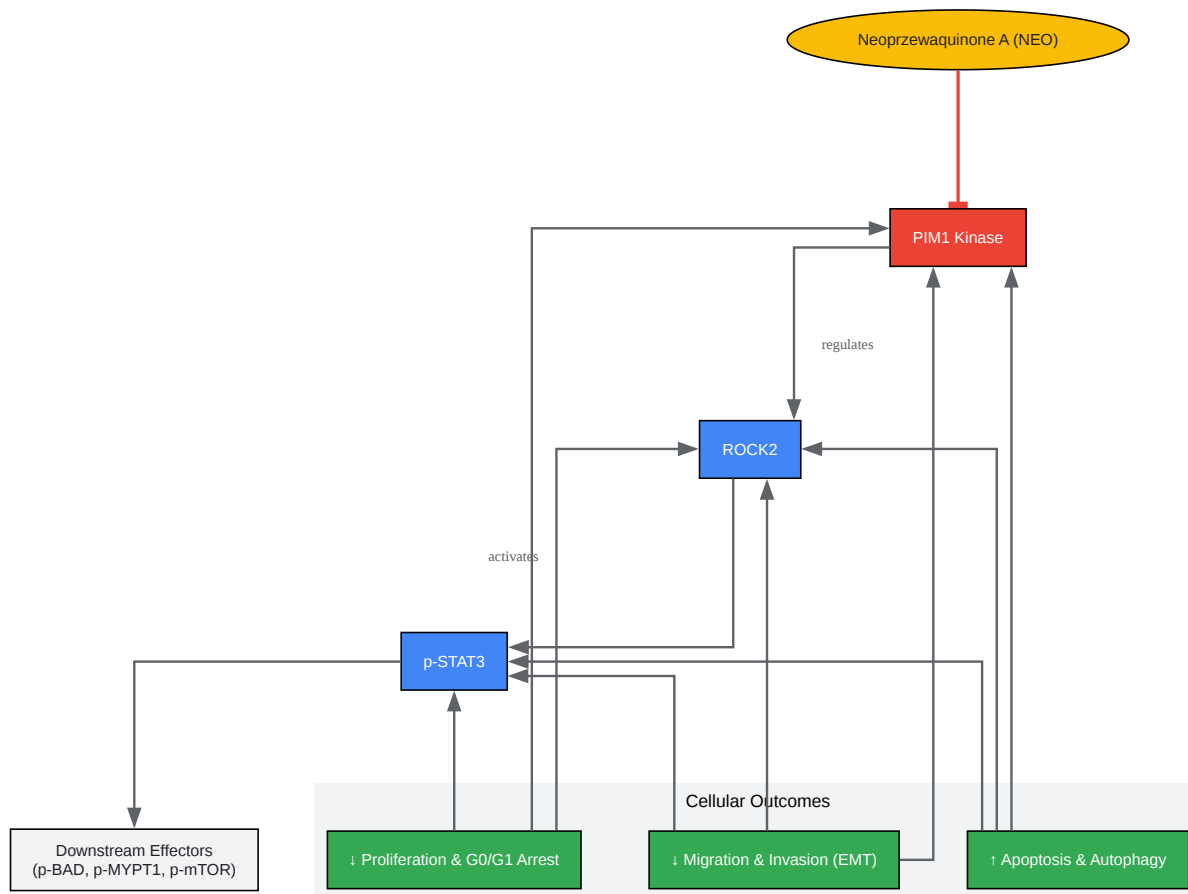 Neoprzewaquinone A (NEO)
PIM1 Kinase
regulates
ROCK2
activates
p-STAT3
Cellular Outcomes
Downstream Effectors
(p-BAD, p-MYPT1, p-mTOR)
↓ Proliferation & G0/G1 Arrest
↓ Migration & Invasion (EMT)
↑ Apoptosis & Autophagy